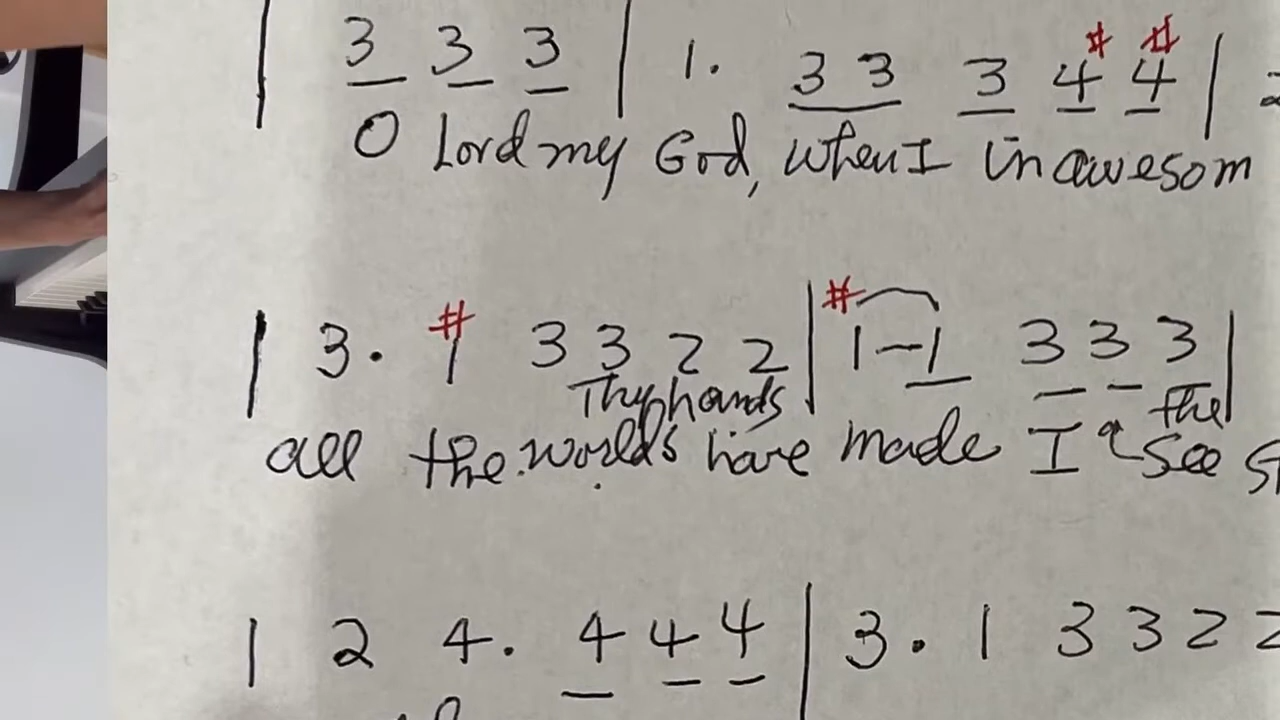 | 3 3 3 | 1. 3 3 3 4 # 4 # |
O Lord my God, when I in awesom
| 3 . # 1 3 3 2 2 | # 1 - 1 3 3 3 |
Thy hands the
all the worlds have made I see
| 2 4 . 4 4 4 | 3 . 1 3 3 2 2